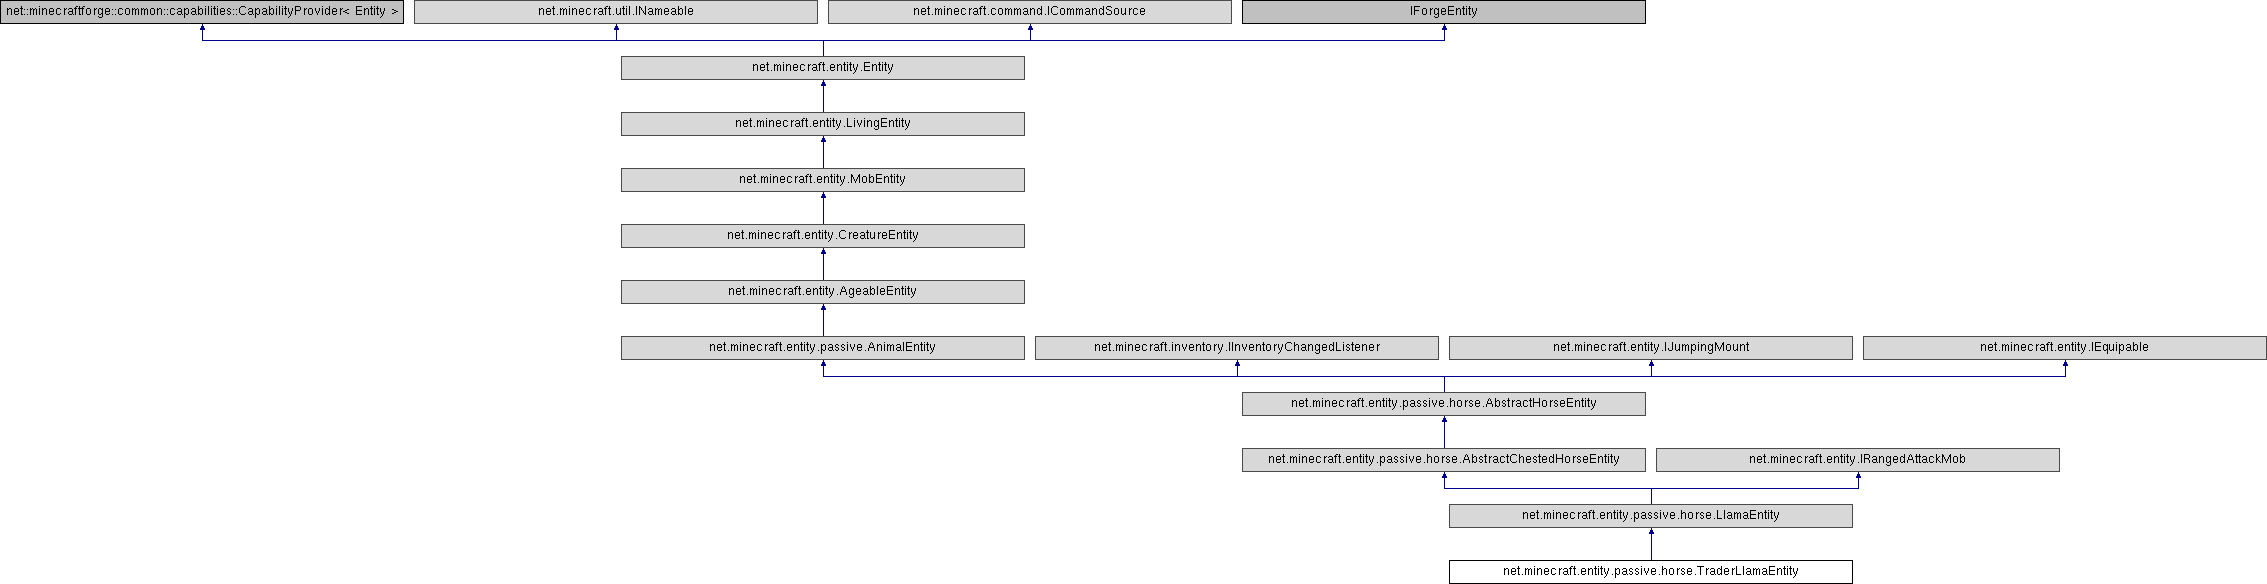 net::minecraftforge::common::capabilities::CapabilityProvider< Entity >
net.minecraft.util.INameable
net.minecraft.command.ICommandSource
IForgeEntity
net.minecraft.entity.Entity
net.minecraft.entity.LivingEntity
net.minecraft.entity.MobEntity
net.minecraft.entity.CreatureEntity
net.minecraft.entity.AgeableEntity
net.minecraft.entity.passive.AnimalEntity
net.minecraft.inventory.IInventoryChangedListener
net.minecraft.entity.IJumpingMount
net.minecraft.entity.IEquipable
net.minecraft.entity.passive.horse.AbstractHorseEntity
net.minecraft.entity.passive.horse.AbstractChestedHorseEntity
net.minecraft.entity.IRangedAttackMob
net.minecraft.entity.passive.horse.LlamaEntity
net.minecraft.entity.passive.horse.TraderLlamaEntity